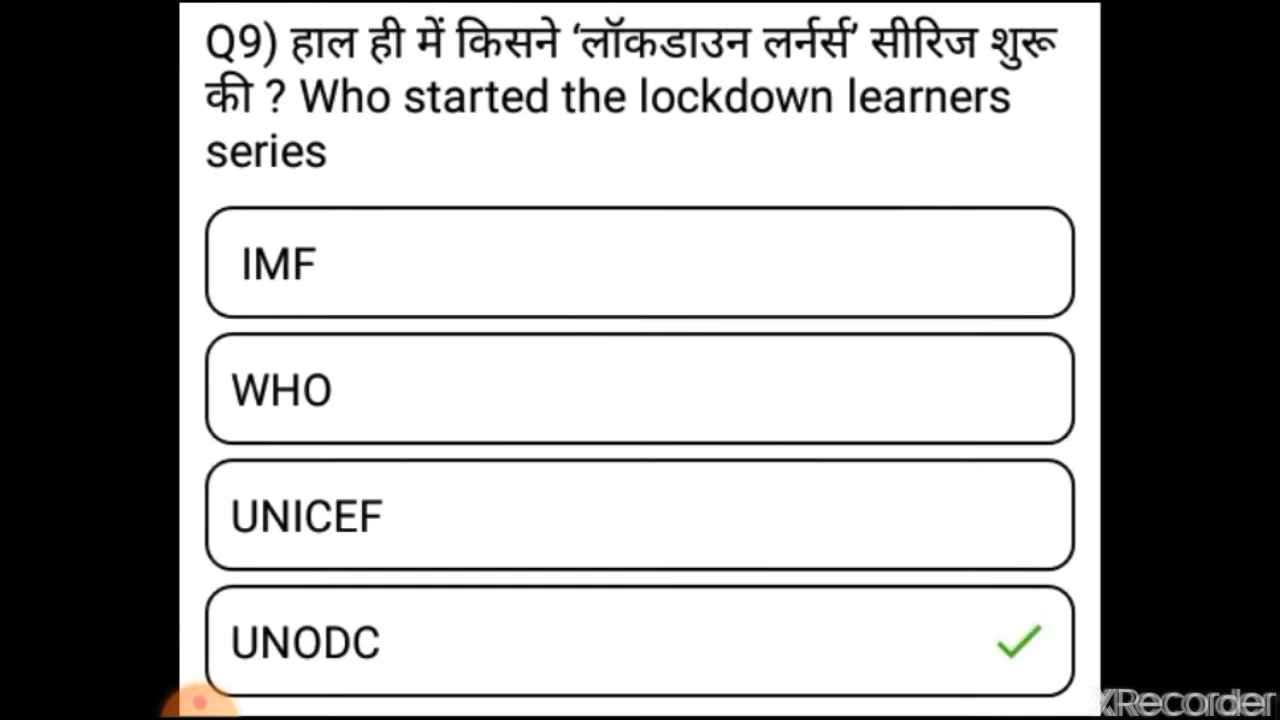 Q9) हाल ही में किसने ‘लॉकडाउन लर्नर्स’ सीरिज शुरू
की ? Who started the lockdown learners
series
IMF
WHO
UNICEF
UNODC
XRecorder